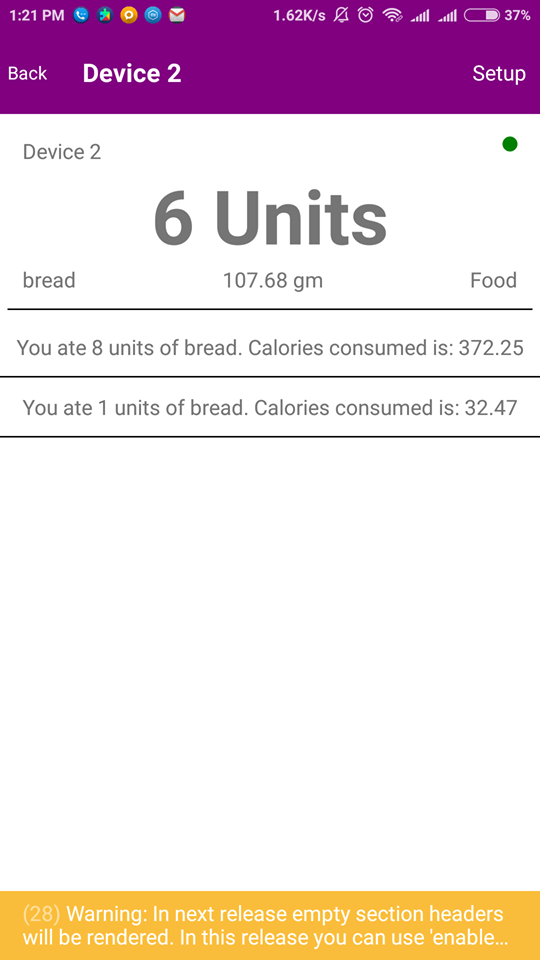 1:21 PM 1.62K/s 37%
Back Device 2 Setup
Device 2
6 Units
bread 107.68 gm Food
You ate 8 units of bread. Calories consumed is: 372.25
You ate 1 units of bread. Calories consumed is: 32.47
(28) Warning: In next release empty section headers
will be rendered. In this release you can use 'enable...